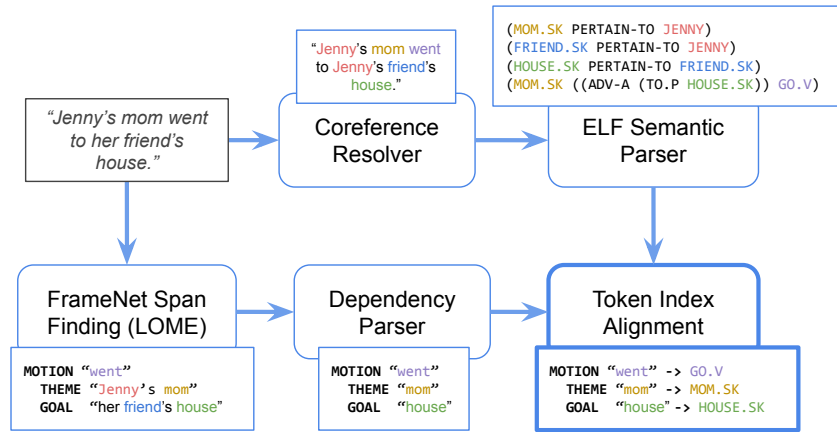 “Jenny’s mom went
to her friend’s
house.”
“Jenny’s mom went
to Jenny’s friend’s
house.”
Coreference
Resolver
(MOM.SK PERTAIN-TO JENNY)
(FRIEND.SK PERTAIN-TO JENNY)
(HOUSE.SK PERTAIN-TO FRIEND.SK)
(MOM.SK ((ADV-A (TO.P HOUSE.SK)) GO.V)
ELF Semantic
Parser
FrameNet Span
Finding (LOME)
MOTION “went”
THEME “Jenny’s mom”
GOAL “her friend’s house”
Dependency
Parser
MOTION “went”
THEME “mom”
GOAL “house”
Token Index
Alignment
MOTION “went” -> GO.V
THEME “mom” -> MOM.SK
GOAL “house” -> HOUSE.SK